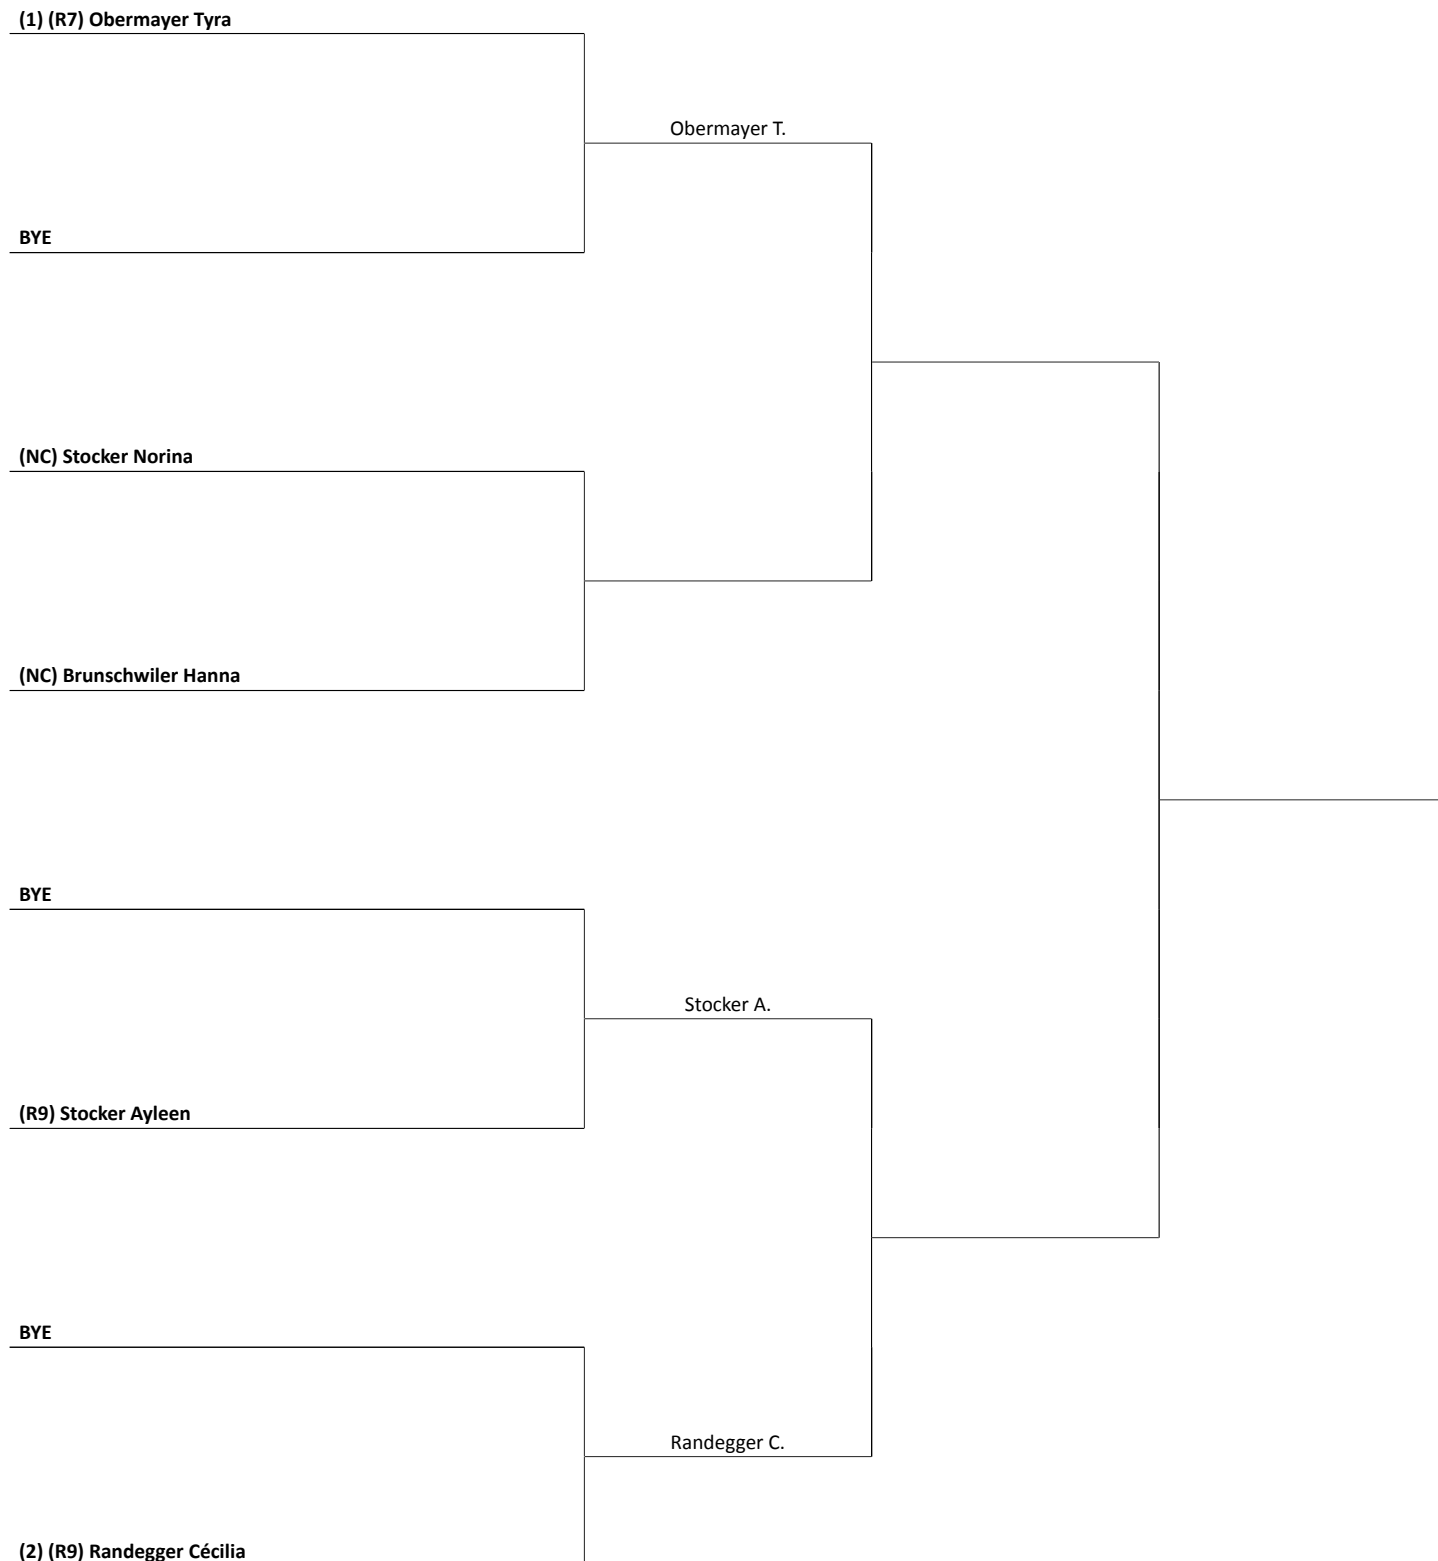 (1) (R7) Obermayer Tyra
Obermayer T.
BYE
(NC) Stocker Norina
(NC) Brunschwiler Hanna
BYE
Stocker A.
(R9) Stocker Ayleen
BYE
Randegger C.
(2) (R9) Randegger Cécilia